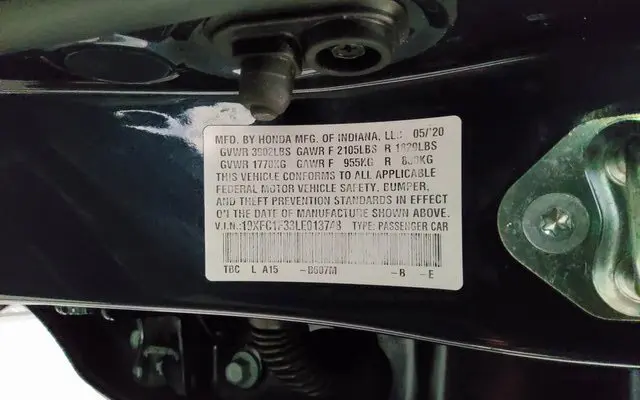 MFD. BY HONDA MFG. OF INDIANA, LLC 05/20
GVWR LBS GAWR F 2105LBS R LBS
GVWR 1770KG GAWR F 955KG R
THIS VEHICLE CONFORMS TO ALL APPLICABLE
FEDERAL MOTOR VEHICLE SAFETY, BUMPER,
AND THEFT PREVENTION STANDARDS IN EFFECT
ON THE DATE OF MANUFACTURE SHOWN ABOVE.
V.I.N.: TYPE: PASSENGER CAR
TBC L A15 -B -E